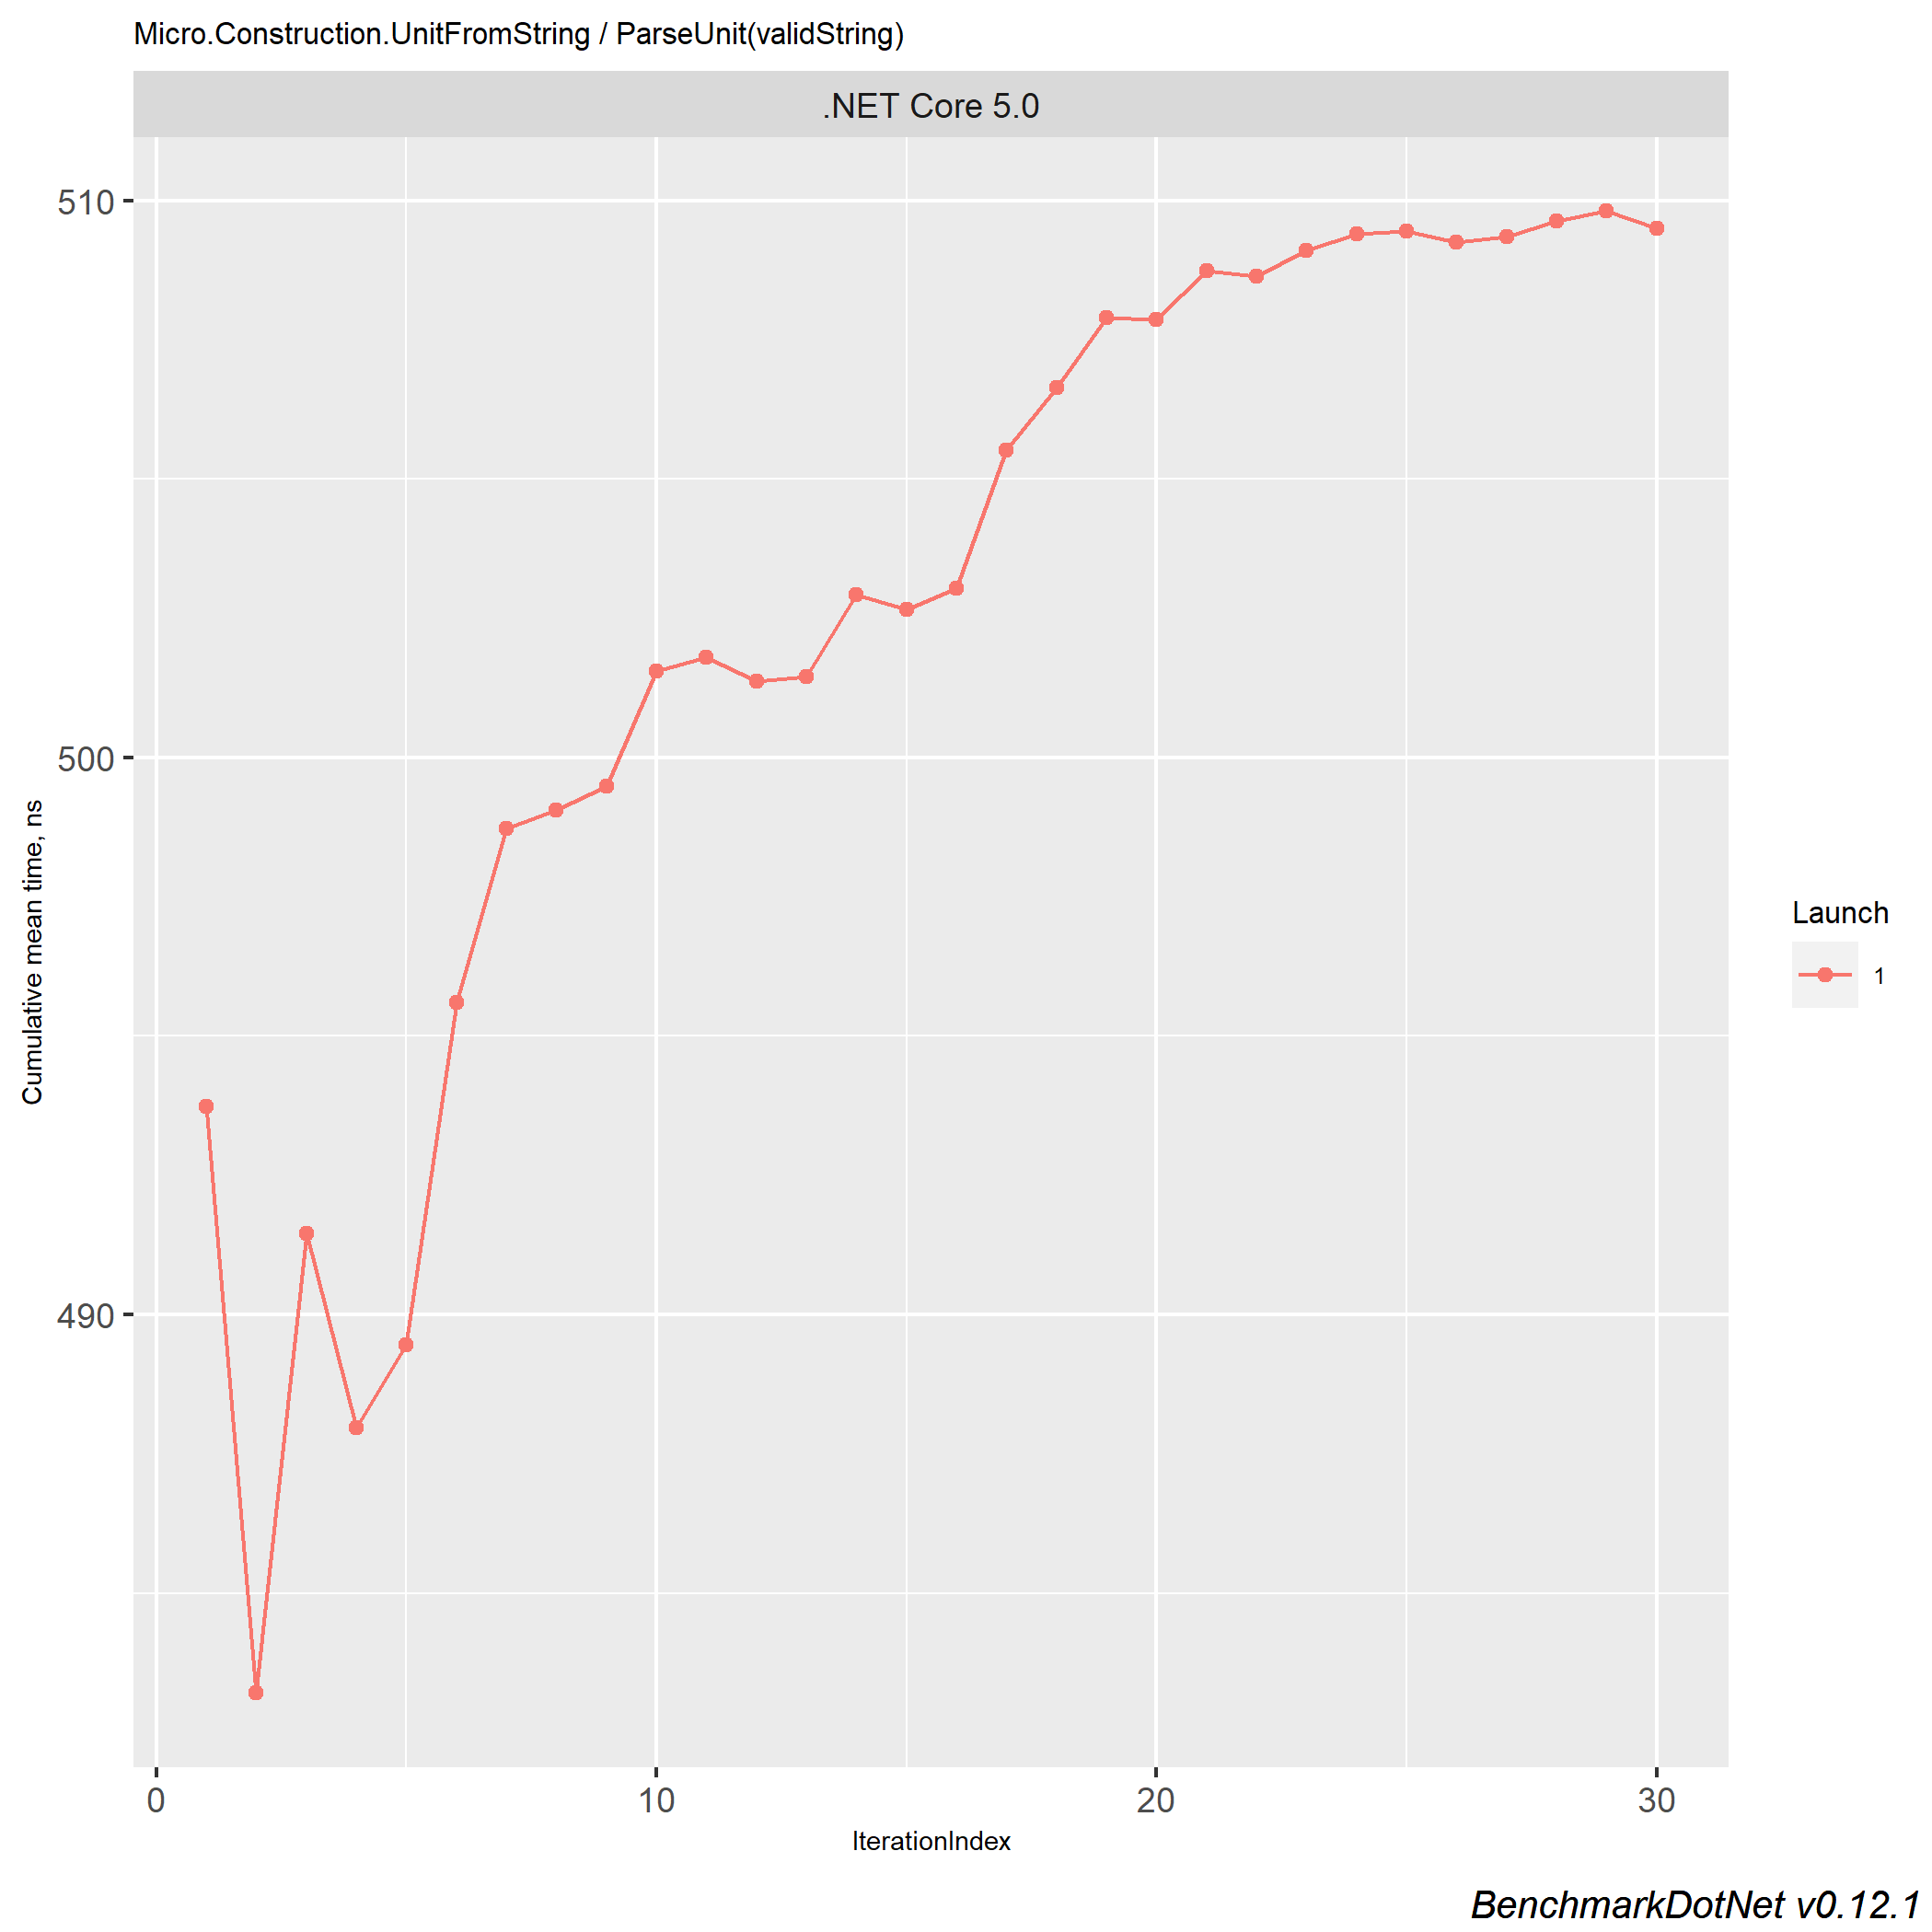 Micro.Construction.UnitFromString / ParseUnit(validString)
.NET Core 5.0
510
500
490
Cumulative mean time, ns
0 10 20 30
IterationIndex
Launch
1
BenchmarkDotNet v0.12.1